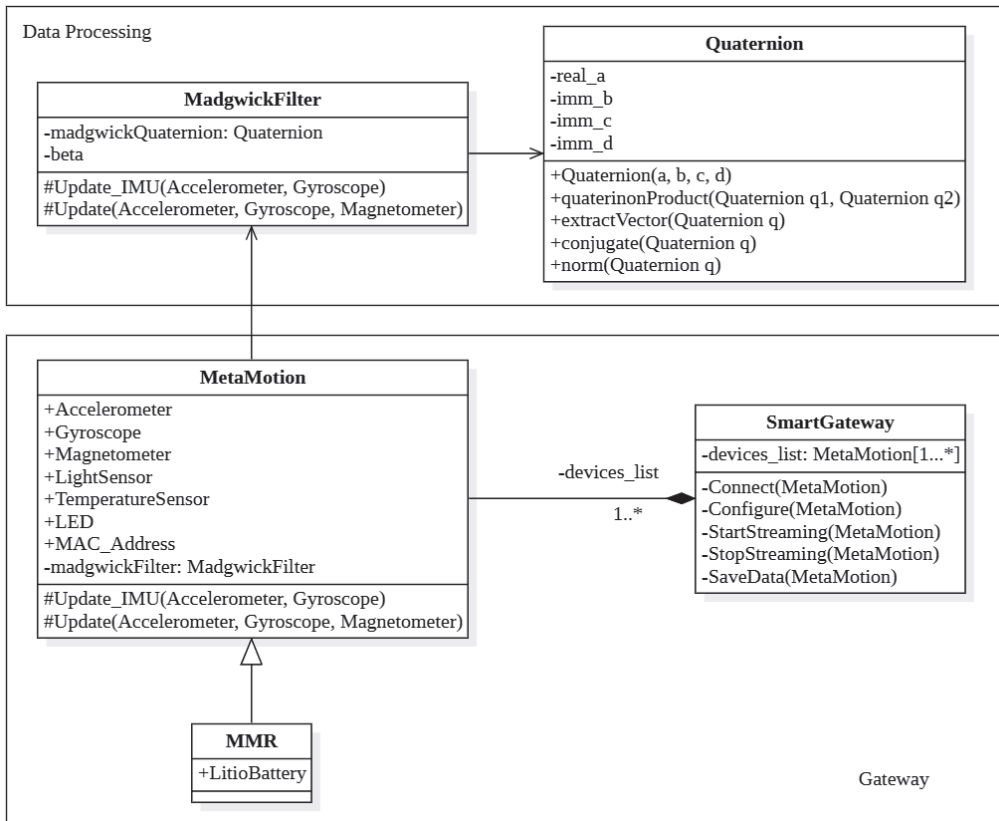 Data Processing
MadgwickFilter
-madgwickQuaternion: Quaternion
-beta
#Update_IMU(Accelerometer, Gyroscope)
#Update(Accelerometer, Gyroscope, Magnetometer)
Quaternion
-real_a
-imm_b
-imm_c
-imm_d
+Quaternion(a, b, c, d)
+quaterinonProduct(Quaternion q1, Quaternion q2)
+extractVector(Quaternion q)
+conjugate(Quaternion q)
+norm(Quaternion q)
MetaMotion
+Accelerometer
+Gyroscope
+Magnetometer
+LightSensor
+TemperatureSensor
+LED
+MAC_Address
-madgwickFilter: MadgwickFilter
#Update_IMU(Accelerometer, Gyroscope)
#Update(Accelerometer, Gyroscope, Magnetometer)
-devices_list
1..*
SmartGateway
-devices_list: MetaMotion[1...*]
-Connect(MetaMotion)
-Configure(MetaMotion)
-StartStreaming(MetaMotion)
-StopStreaming(MetaMotion)
-SaveData(MetaMotion)
MMR
+LitioBattery
Gateway